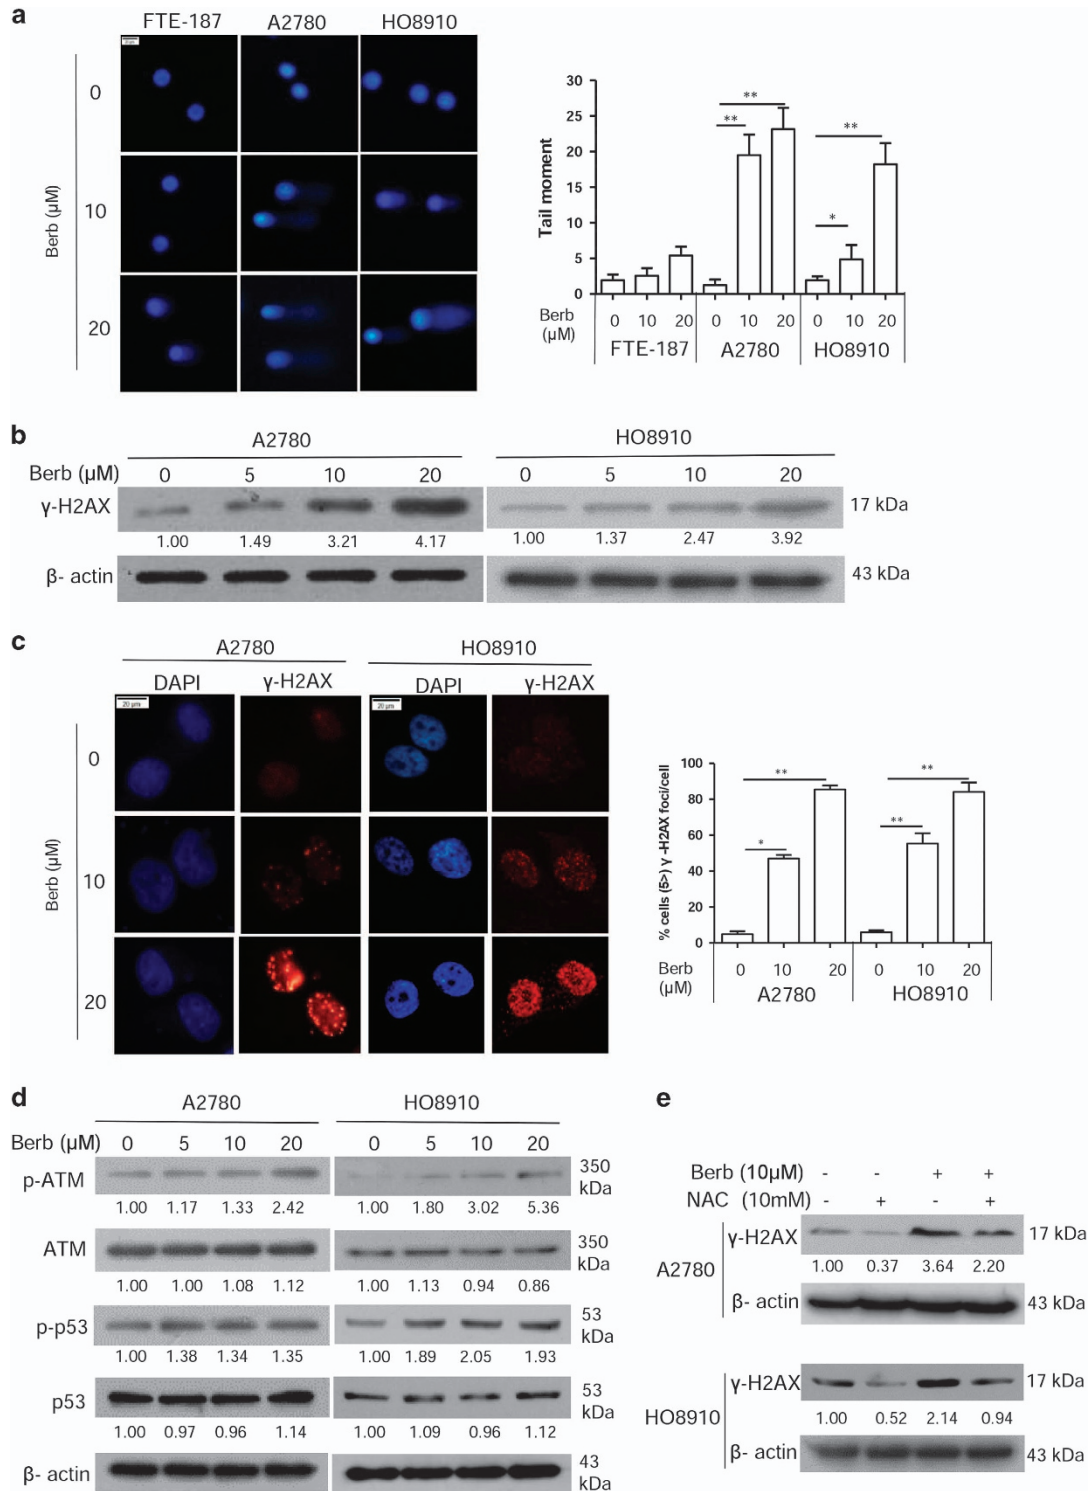 a
FTE-187 A2780 HO8910
Berb (μM)
0
10
20
Tail moment
30
25
20
15
10
5
0
** ** ** *
Berb (μM) 0 10 20 0 10 20 0 10 20
FTE-187 A2780 HO8910
b
A2780 HO8910
Berb (μM) 0 5 10 20 0 5 10 20
γ-H2AX 17 kDa
1.00 1.49 3.21 4.17 1.00 1.37 2.47 3.92
β- actin 43 kDa
c
A2780 HO8910
DAPI γ-H2AX DAPI γ-H2AX
20 μm 20 μm
Berb (μM)
0
10
20
% cells (5>) γ -H2AX foci/cell
100
80
60
40
20
0
** * ** **
Berb (μM) 0 10 20 0 10 20
A2780 HO8910
d
A2780 HO8910
Berb (μM) 0 5 10 20 0 5 10 20
p-ATM 350 kDa
1.00 1.17 1.33 2.42 1.00 1.80 3.02 5.36
ATM 350 kDa
1.00 1.00 1.08 1.12 1.00 1.13 0.94 0.86
p-p53 53 kDa
1.00 1.38 1.34 1.35 1.00 1.89 2.05 1.93
p53 53 kDa
1.00 0.97 0.96 1.14 1.00 1.09 0.96 1.12
β- actin 43 kDa
e
Berb (10μM) - - + +
NAC (10mM) - + - +
A2780
γ-H2AX 17 kDa
1.00 0.37 3.64 2.20
β- actin 43 kDa
HO8910
γ-H2AX 17 kDa
1.00 0.52 2.14 0.94
β- actin 43 kDa